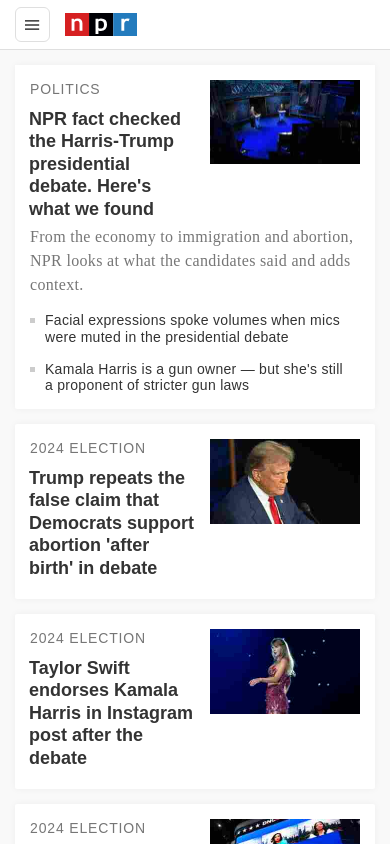 npr
POLITICS
NPR fact checked
the Harris-Trump
presidential
debate. Here's
what we found
From the economy to immigration and abortion,
NPR looks at what the candidates said and adds
context.
Facial expressions spoke volumes when mics
were muted in the presidential debate
Kamala Harris is a gun owner — but she's still
a proponent of stricter gun laws
2024 ELECTION
Trump repeats the
false claim that
Democrats support
abortion 'after
birth' in debate
2024 ELECTION
Taylor Swift
endorses Kamala
Harris in Instagram
post after the
debate
2024 ELECTION